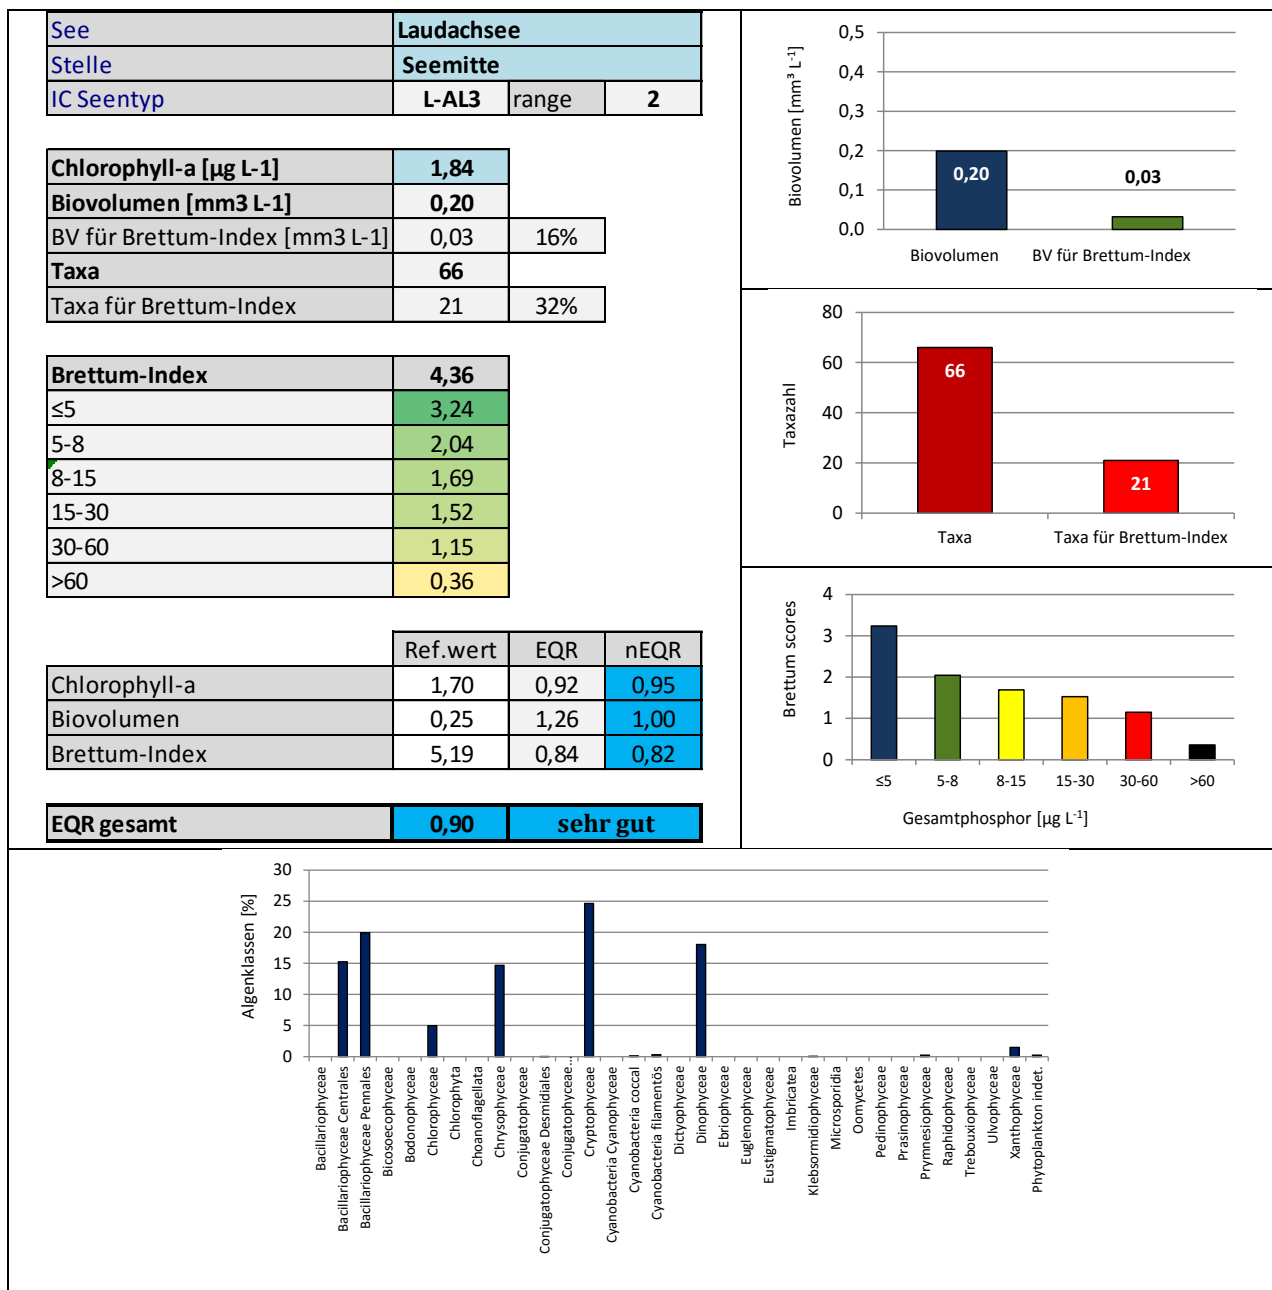 See Laudachsee
Stelle Seemitte
IC Seentyp L-AL3 range 2
Chlorophyll-a [µg L-1] 1,84
Biovolumen [mm3 L-1] 0,20
BV für Brettum-Index [mm3 L-1] 0,03 16%
Taxa 66
Taxa für Brettum-Index 21 32%
Brettum-Index 4,36
≤5 3,24
5-8 2,04
8-15 1,69
15-30 1,52
30-60 1,15
>60 0,36
Ref.wert EQR nEQR
Chlorophyll-a 1,70 0,92 0,95
Biovolumen 0,25 1,26 1,00
Brettum-Index 5,19 0,84 0,82
EQR gesamt 0,90 sehr gut
Biovolumen [mm³ L⁻¹]
0,5
0,4
0,3
0,2
0,1
0,0
0,20
0,03
Biovolumen BV für Brettum-Index
Taxazahl
80
60
40
20
0
66
21
Taxa Taxa für Brettum-Index
Brettum scores
4
3
2
1
0
≤5 5-8 8-15 15-30 30-60 >60
Gesamtphosphor [µg L⁻¹]
Algenklassen [%]
30
25
20
15
10
5
0
Bacillariophyceae
Bacillariophyceae Centrales
Bacillariophyceae Pennales
Bicosoecophyceae
Bodonophyceae
Chlorophyceae
Chlorophyta
Choanoflagellata
Chrysophyceae
Conjugatophyceae
Conjugatophyceae Desmidiales
Conjugatophyceae...
Cryptophyceae
Cyanobacteria Cyanophyceae
Cyanobacteria coccal
Cyanobacteria filamentös
Dictyophyceae
Dinophyceae
Ebriophyceae
Euglenophyceae
Eustigmatophyceae
Imbricatea
Klebsormidiophyceae
Microsporidia
Oomycetes
Pedinophyceae
Prasinophyceae
Prymnesiophyceae
Raphidophyceae
Trebouxiophyceae
Ulvophyceae
Xanthophyceae
Phytoplankton indet.